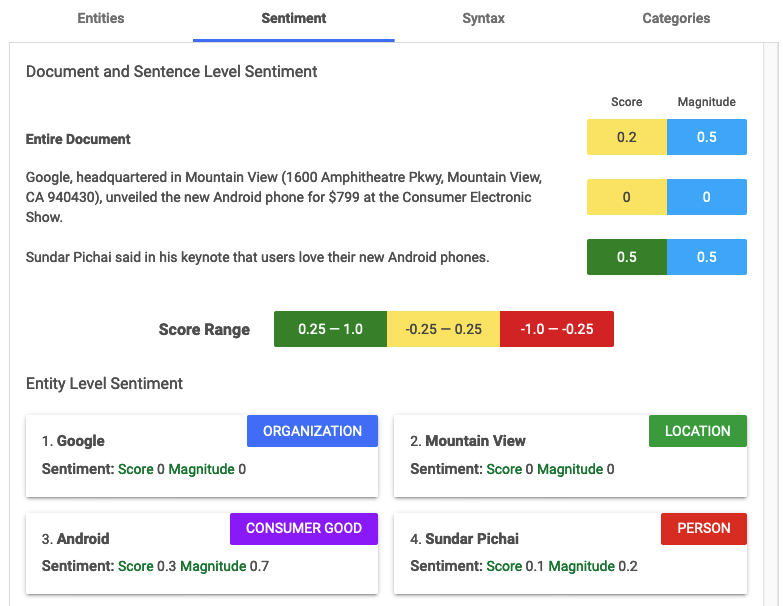 Entities Sentiment Syntax Categories
Document and Sentence Level Sentiment
Score Magnitude
Entire Document 0.2 0.5
Google, headquartered in Mountain View (1600 Amphitheatre Pkwy, Mountain View,
CA 940430), unveiled the new Android phone for $799 at the Consumer Electronic
Show.
0 0
Sundar Pichai said in his keynote that users love their new Android phones. 0.5 0.5
Score Range 0.25 — 1.0 -0.25 — 0.25 -1.0 — -0.25
Entity Level Sentiment
1. Google ORGANIZATION
Sentiment: Score 0 Magnitude 0
2. Mountain View LOCATION
Sentiment: Score 0 Magnitude 0
3. Android CONSUMER GOOD
Sentiment: Score 0.3 Magnitude 0.7
4. Sundar Pichai PERSON
Sentiment: Score 0.1 Magnitude 0.2